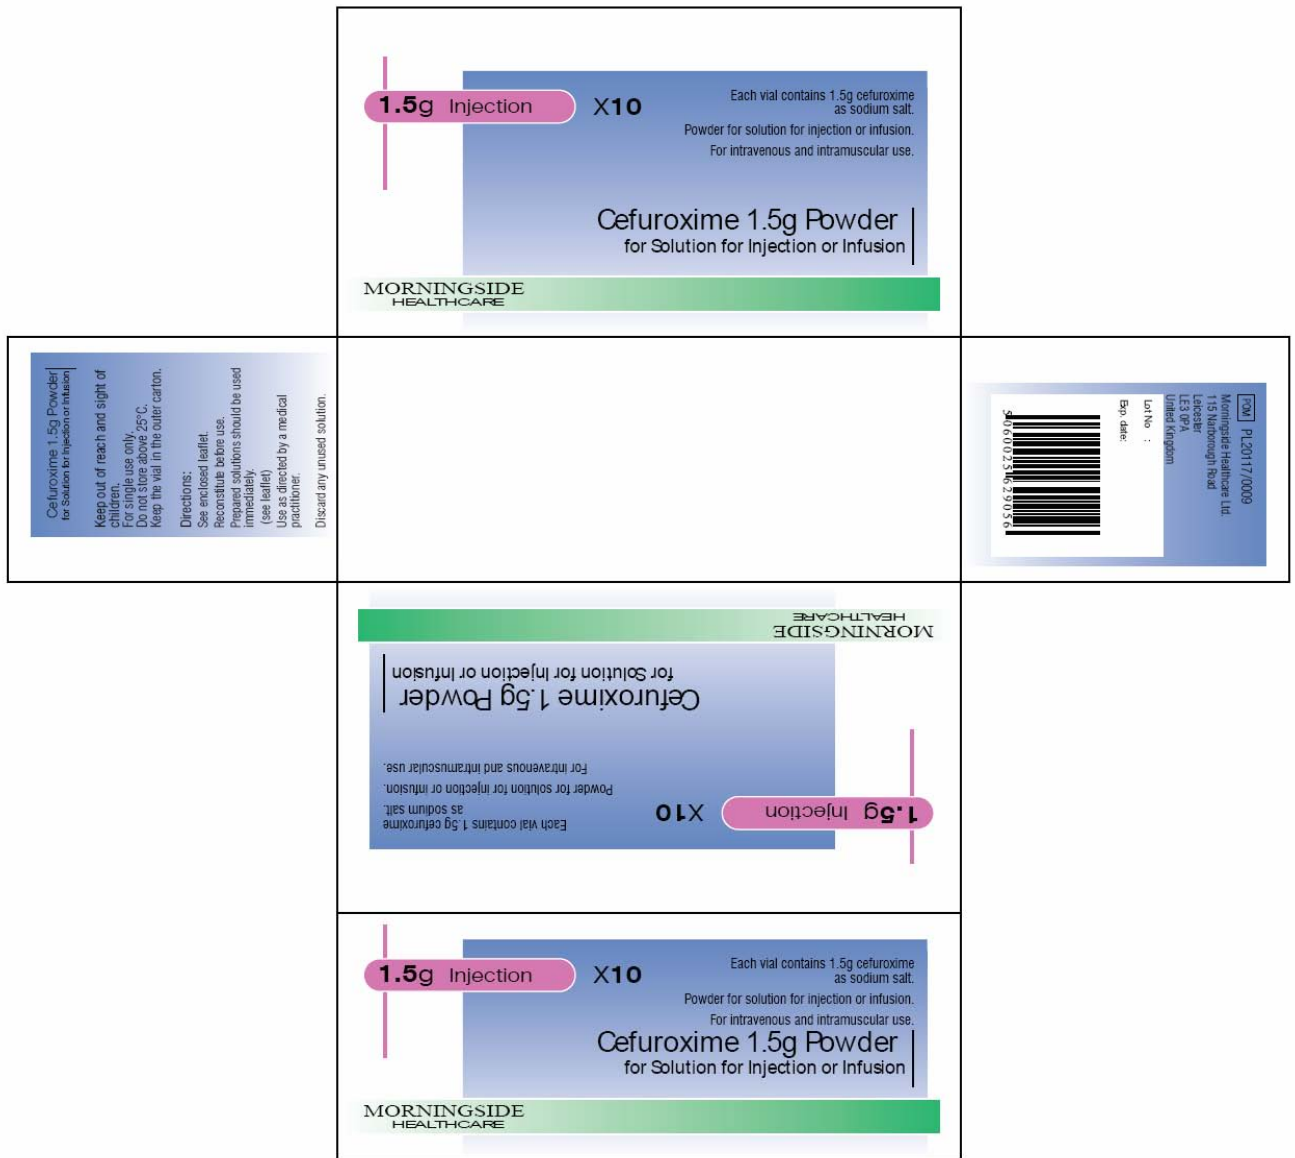 1.5g Injection
X10
Each vial contains 1.5g cefuroxime
as sodium salt.
Powder for solution for injection or infusion.
For intravenous and intramuscular use.
Cefuroxime 1.5g Powder
for Solution for Injection or Infusion
MORNINGSIDE
HEALTHCARE
Cefuroxime 1.5g Powder
for Solution for Injection or Infusion
Keep out of reach and sight of
children.
For single use only.
Do not store above 25°C.
Keep the vial in the outer carton.
Directions:
See enclosed leaflet.
Reconstitute before use.
Prepared solutions should be used
immediately.
(see leaflet)
Use as directed by a medical
practitioner.
Discard any unused solution.
POM PL20117/0009
Morningside Healthcare Ltd.
115 Narborough Road
Leicester
LE3 0PA
United Kingdom
Lot No :
Exp. date:
50600251629056
1.5g Injection
X10
Each vial contains 1.5g cefuroxime
as sodium salt.
Powder for solution for injection or infusion.
For intravenous and intramuscular use.
Cefuroxime 1.5g Powder
for Solution for Injection or Infusion
MORNINGSIDE
HEALTHCARE
1.5g Injection
X10
Each vial contains 1.5g cefuroxime
as sodium salt.
Powder for solution for injection or infusion.
For intravenous and intramuscular use.
Cefuroxime 1.5g Powder
for Solution for Injection or Infusion
MORNINGSIDE
HEALTHCARE